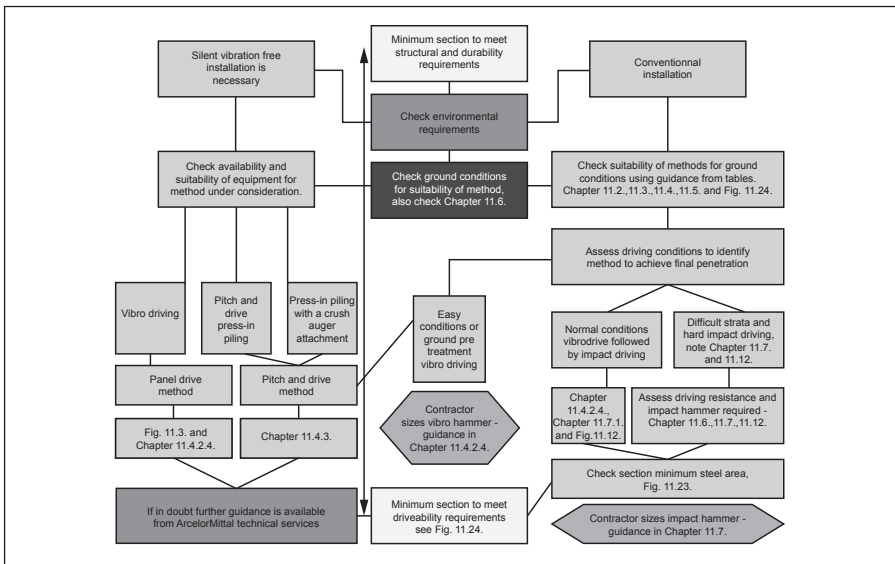 Silent vibration free
installation is
necessary
Minimum section to meet
structural and durability
requirements
Conventionnal
installation
Check environmental
requirements
Check availability and
suitability of equipment for
method under consideration.
Check ground conditions
for suitability of method,
also check Chapter 11.6.
Check suitability of methods for ground
conditions using guidance from tables.
Chapter 11.2.,11.3.,11.4.,11.5. and Fig. 11.24.
Assess driving conditions to identify
method to achieve final penetration
Vibro driving
Pitch and
drive
press-in
piling
Press-in piling
with a crush
auger
attachment
Easy
conditions or
ground pre
treatment
vibro driving
Normal conditions
vibrodrive followed
by impact driving
Difficult strata and
hard impact driving,
note Chapter 11.7.
and 11.12.
Panel drive
method
Pitch and drive
method
Chapter
11.4.2.4.,
Chapter 11.7.1.
and Fig.11.12.
Assess driving resistance and
impact hammer required -
Chapter 11.6.,11.7.,11.12.
Fig. 11.3. and
Chapter 11.4.2.4.
Chapter 11.4.3.
Contractor
sizes vibro hammer -
guidance in
Chapter 11.4.2.4.
Check section minimum steel area,
Fig. 11.23.
If in doubt further guidance is available
from ArcelorMittal technical services
Minimum section to meet
driveability requirements
see Fig. 11.24.
Contractor sizes impact hammer -
guidance in Chapter 11.7.